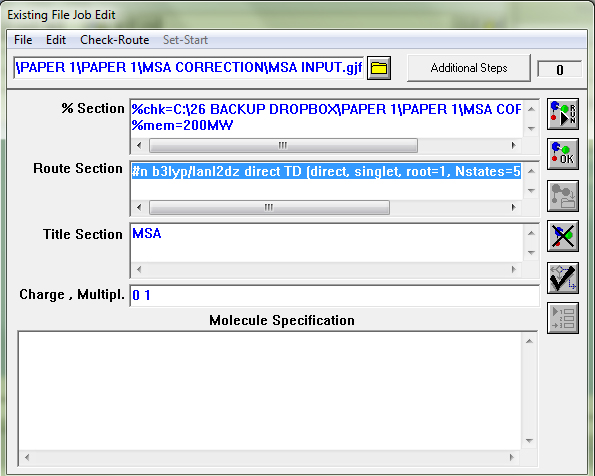 Existing File Job Edit
File Edit Check-Route Set-Start
\PAPER 1\PAPER 1\MSA CORRECTION\MSA INPUT.gjf
Additional Steps
0
% Section
%chk=C:\26 BACKUP DROPBOX\PAPER 1\PAPER 1\MSA COR
%mem=200MW
RUN
Route Section
#n b3lyp/lanl2dz direct TD (direct, singlet, root=1, Nstates=5
OK
Title Section
MSA
Charge , Multipl.
0 1
Molecule Specification